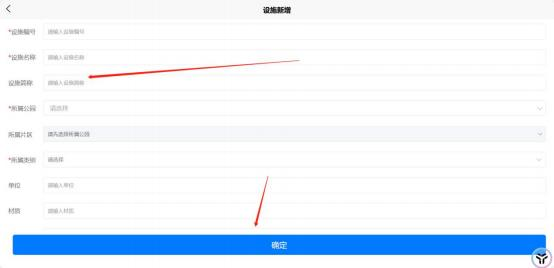 设施新增
*设施编号 请输入设施编号
*设施名称 请输入设施名称
设施简称 请输入设施简称
*所属公园 请选择
所属片区 请先选择所属公园
*所属类别 请选择
单位 请输入单位
材质 请输入材质
确定